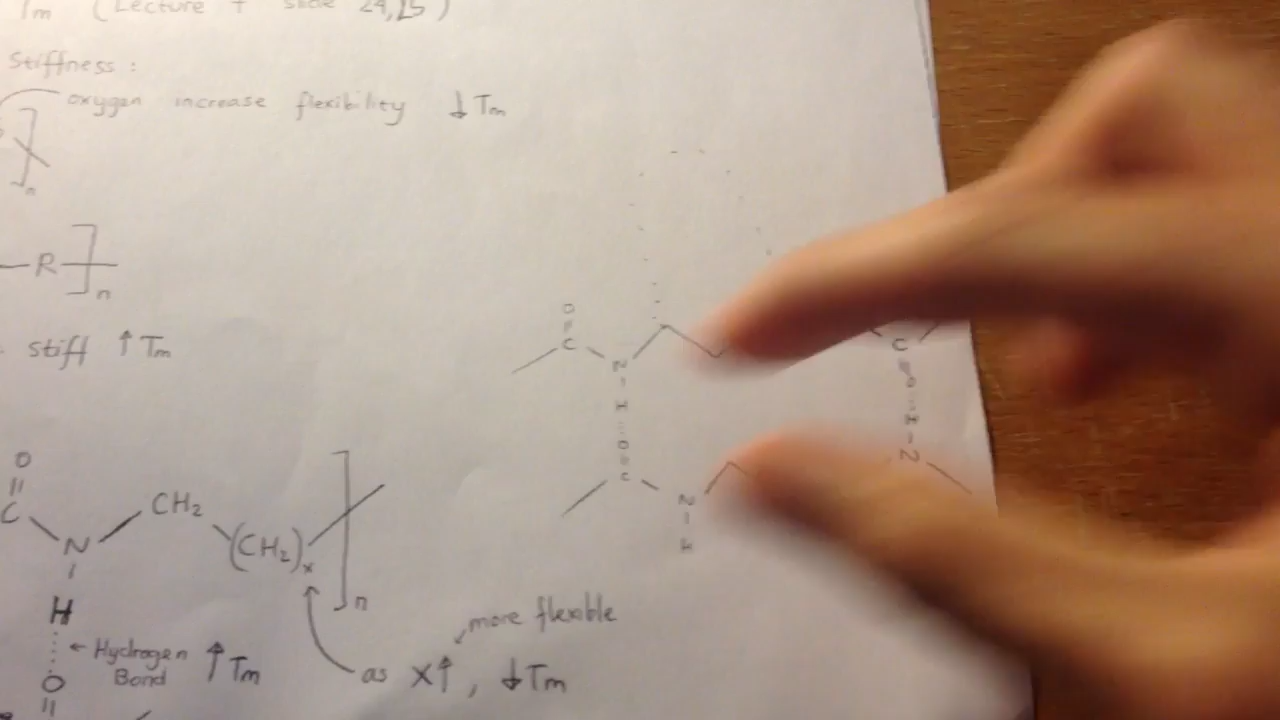 Tm (Lecture 7 slide 24,25)
Stiffness :
oxygen increase flexibility ↓ Tm
n
R
n
stiff ↑ Tm
O
C
N
H
O
C
N
H
C
O
H
N
O
C
N
CH₂
(CH₂)x
n
H
← Hydrogen Bond ↑ Tm
O
more flexible
as X↑, ↓Tm